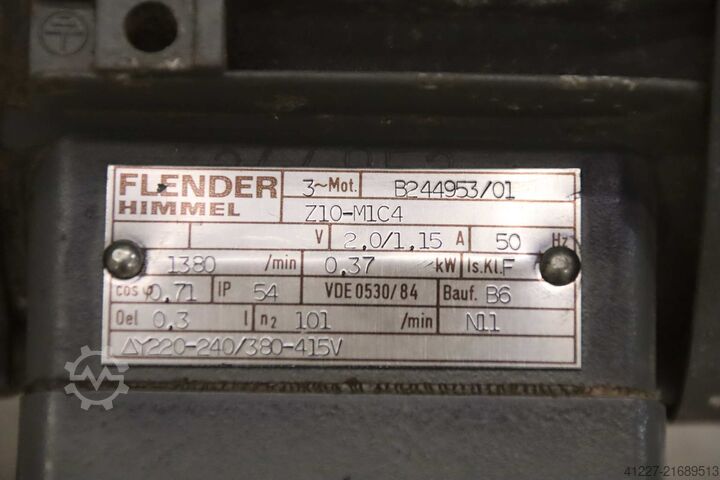 FLENDER
HIMMEL
3~Mot. B244953/01
Z10-M1C4
V 2,0/1,15 A 50 Hz
1380 /min 0,37 kW Is.Kl.F
cos φ 0,71 IP 54 VDE 0530/84 Bauf. B6
Oel 0,3 l n2 101 /min N11
ΔY220-240/380-415V
41227-21689513